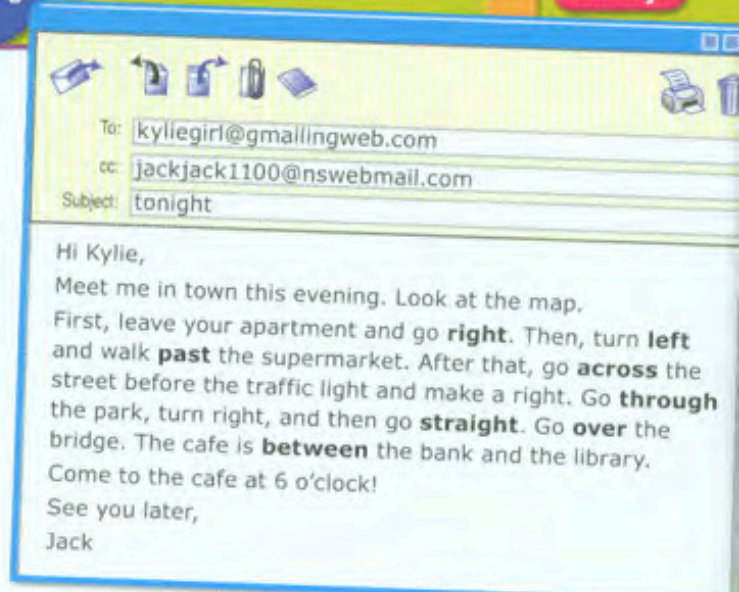 To: kyliegirl@gmailingweb.com
cc: jackjack1100@nswebmail.com
Subject: tonight
Hi Kylie,
Meet me in town this evening. Look at the map.
First, leave your apartment and go right. Then, turn left
and walk past the supermarket. After that, go across the
street before the traffic light and make a right. Go through
the park, turn right, and then go straight. Go over the
bridge. The cafe is between the bank and the library.
Come to the cafe at 6 o'clock!
See you later,
Jack